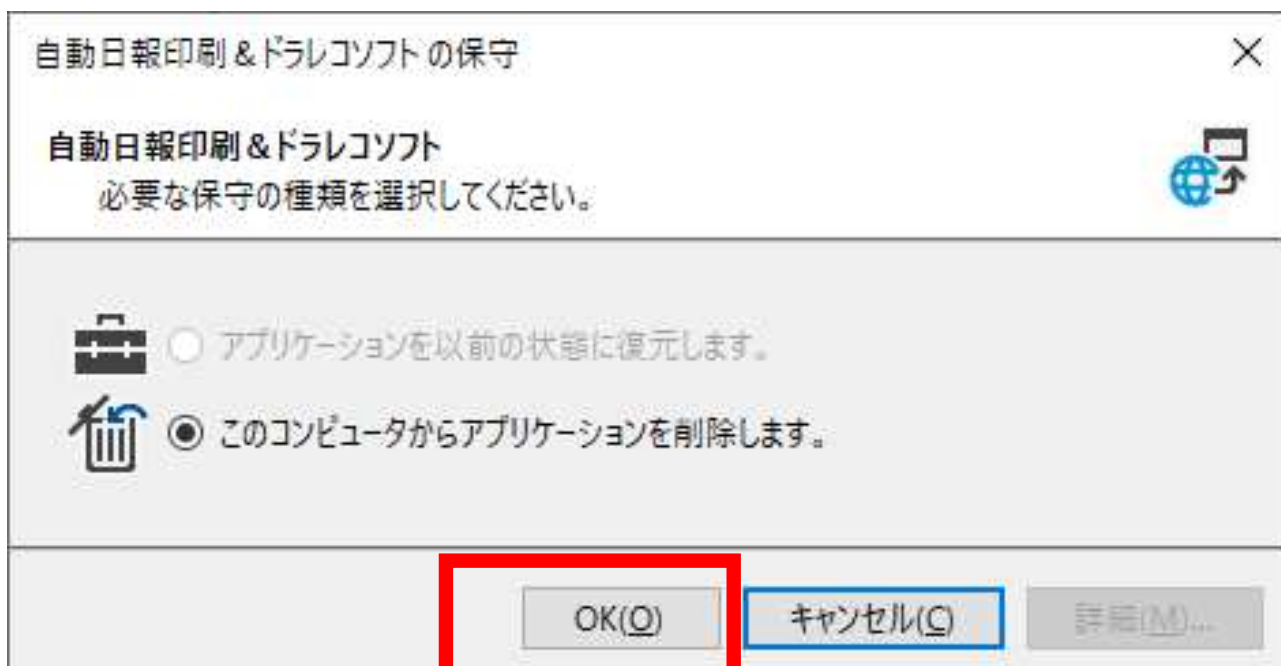 自動日報印刷&ドラレコソフト の保守
自動日報印刷&ドラレコソフト
必要な保守の種類を選択してください。
アプリケーションを以前の状態に復元します。
このコンピュータからアプリケーションを削除します。
OK(O)
キャンセル(C)
詳細(M)...